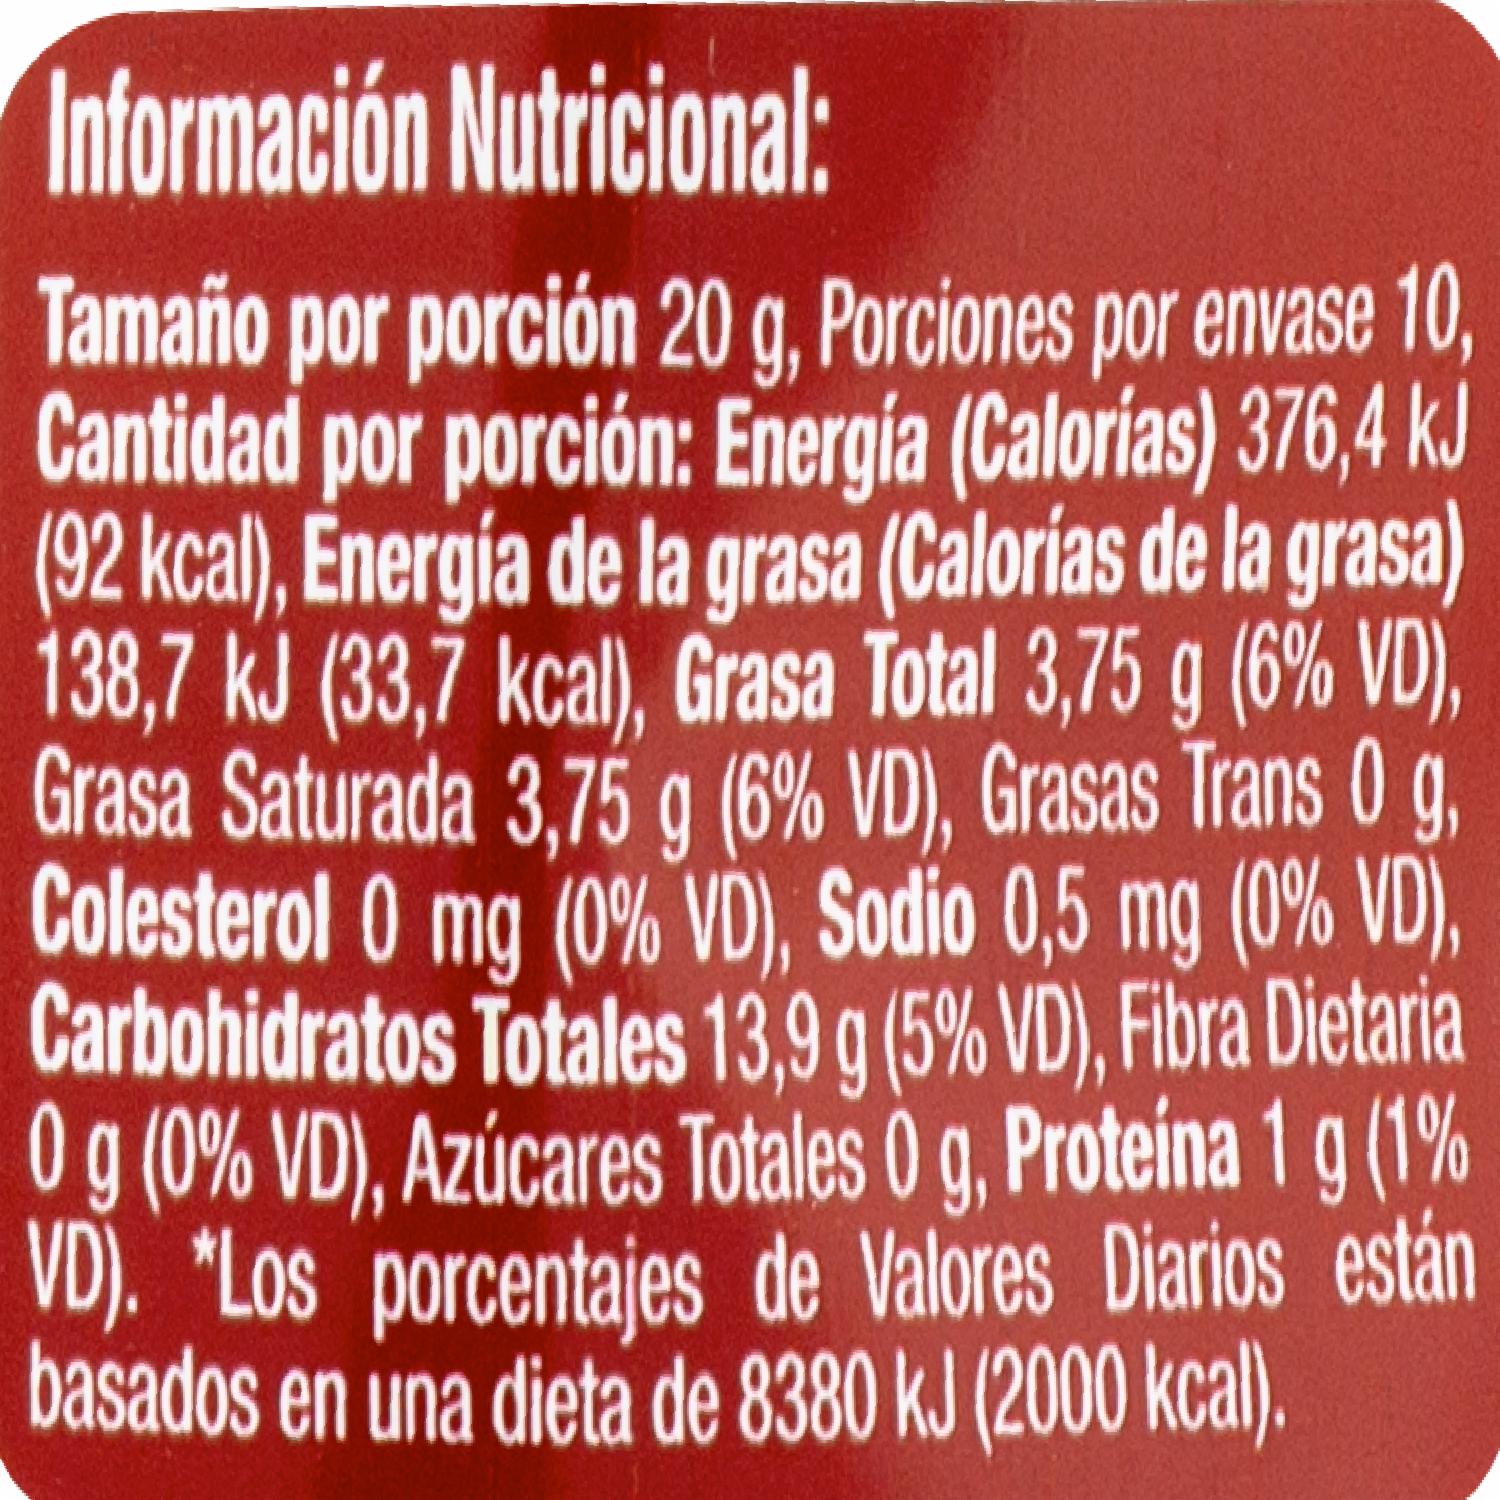 Información Nutricional:
Tamaño por porción 20 g, Porciones por envase 10,
Cantidad por porción: Energía (Calorías) 376,4 kJ
(92 kcal), Energía de la grasa (Calorías de la grasa)
138,7 kJ (33,7 kcal), Grasa Total 3,75 g (6% VD),
Grasa Saturada 3,75 g (6% VD), Grasas Trans 0 g,
Colesterol 0 mg (0% VD), Sodio 0,5 mg (0% VD),
Carbohidratos Totales 13,9 g (5% VD), Fibra Dietaria
0 g (0% VD), Azúcares Totales 0 g, Proteína 1 g (1%
VD). *Los porcentajes de Valores Diarios están
basados en una dieta de 8380 kJ (2000 kcal).